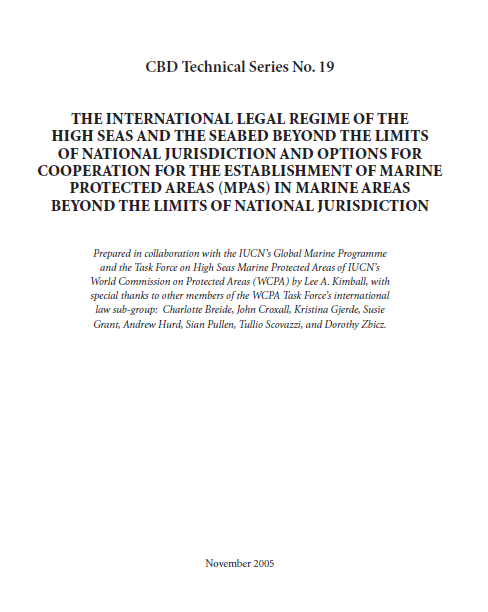 CBD Technical Series No. 19
THE INTERNATIONAL LEGAL REGIME OF THE
HIGH SEAS AND THE SEABED BEYOND THE LIMITS
OF NATIONAL JURISDICTION AND OPTIONS FOR
COOPERATION FOR THE ESTABLISHMENT OF MARINE
PROTECTED AREAS (MPAS) IN MARINE AREAS
BEYOND THE LIMITS OF NATIONAL JURISDICTION
Prepared in collaboration with the IUCN's Global Marine Programme
and the Task Force on High Seas Marine Protected Areas of IUCN's
World Commission on Protected Areas (WCPA) by Lee A. Kimball, with
special thanks to other members of the WCPA Task Force's international
law sub-group: Charlotte Breide, John Croxall, Kristina Gjerde, Susie
Grant, Andrew Hurd, Sian Pullen, Tullio Scovazzi, and Dorothy Zbicz.
November 2005